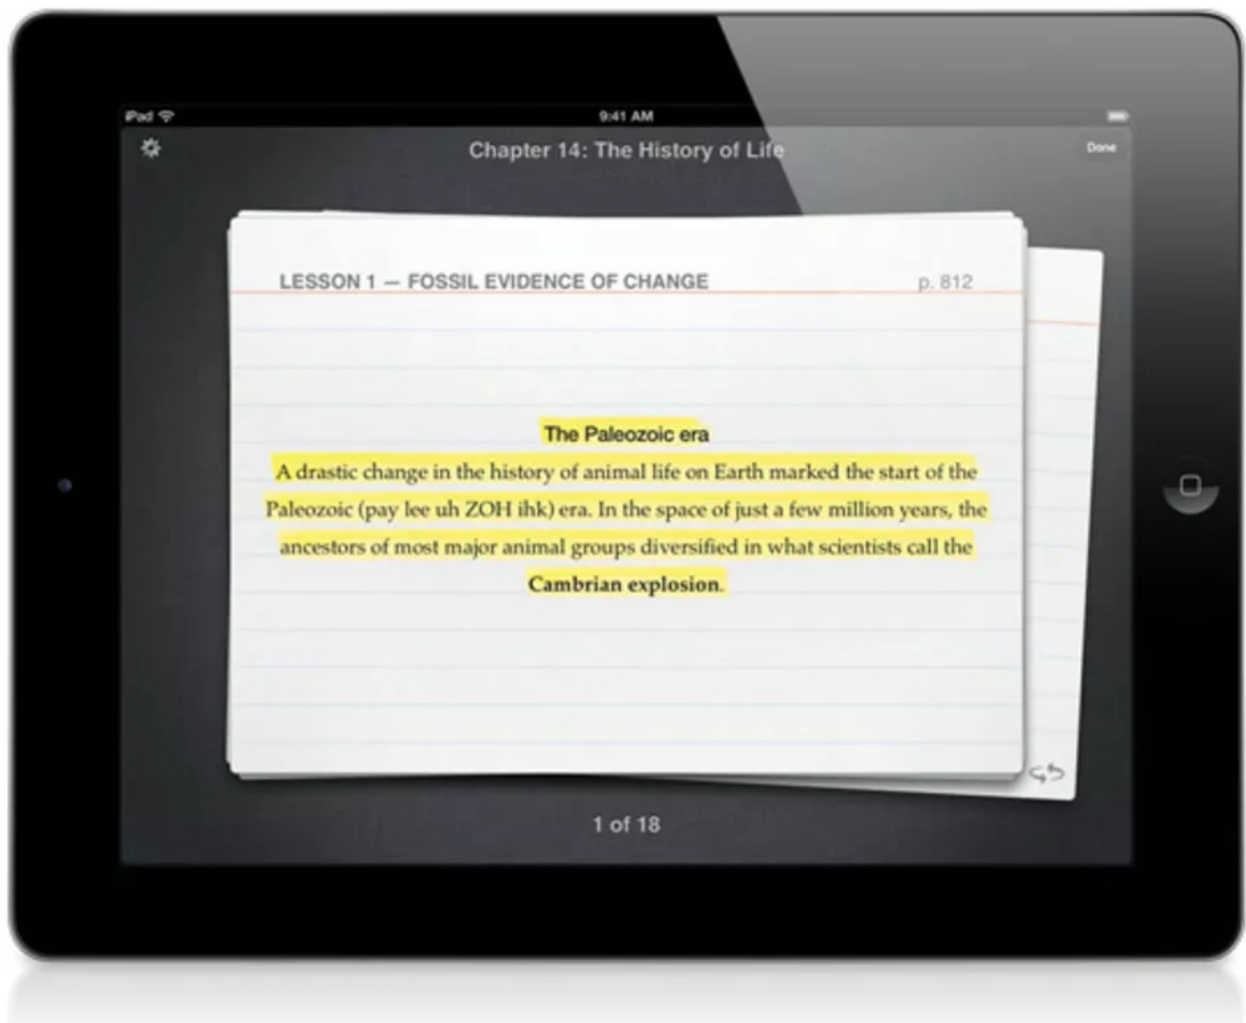 iPad
9:41 AM
Chapter 14: The History of Life
Done
LESSON 1 — FOSSIL EVIDENCE OF CHANGE
p. 812
The Paleozoic era
A drastic change in the history of animal life on Earth marked the start of the
Paleozoic (pay lee uh ZOH ihk) era. In the space of just a few million years, the
ancestors of most major animal groups diversified in what scientists call the
Cambrian explosion.
1 of 18